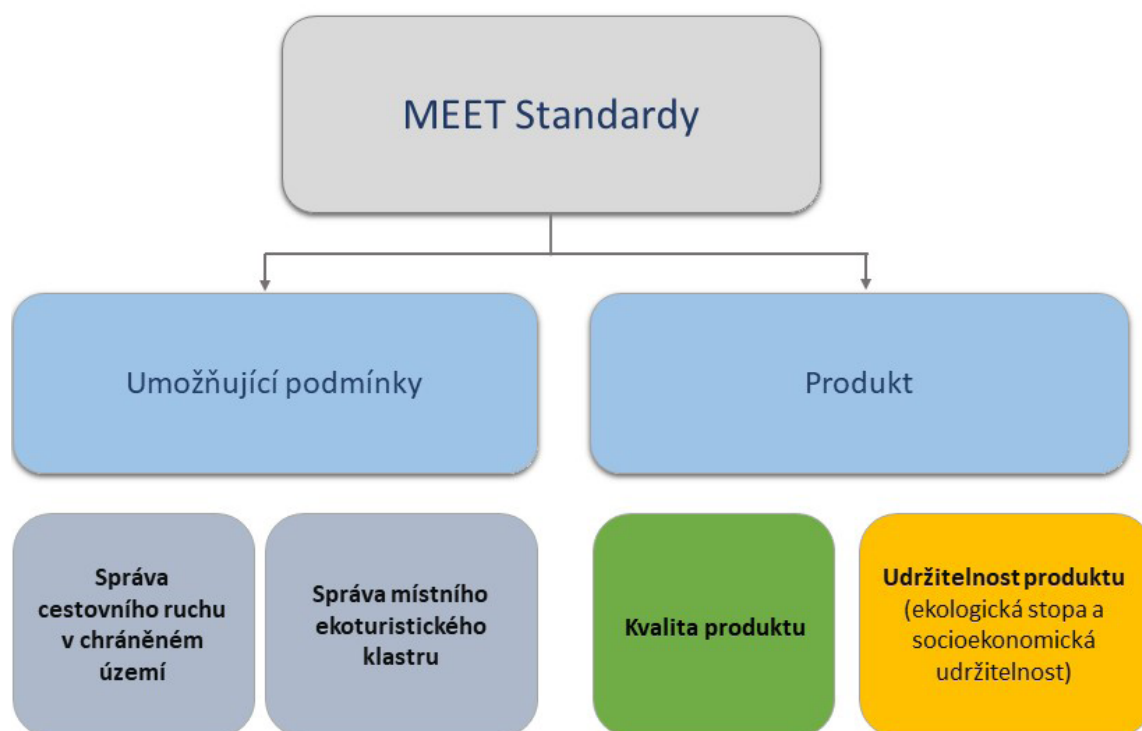 MEET Standardy
Umožňující podmínky
Produkt
Správa
cestovního ruchu
v chráněném
území
Správa místního
ekoturistického
klastru
Kvalita produktu
Udržitelnost produktu
(ekologická stopa a
socioekonomická
udržitelnost)